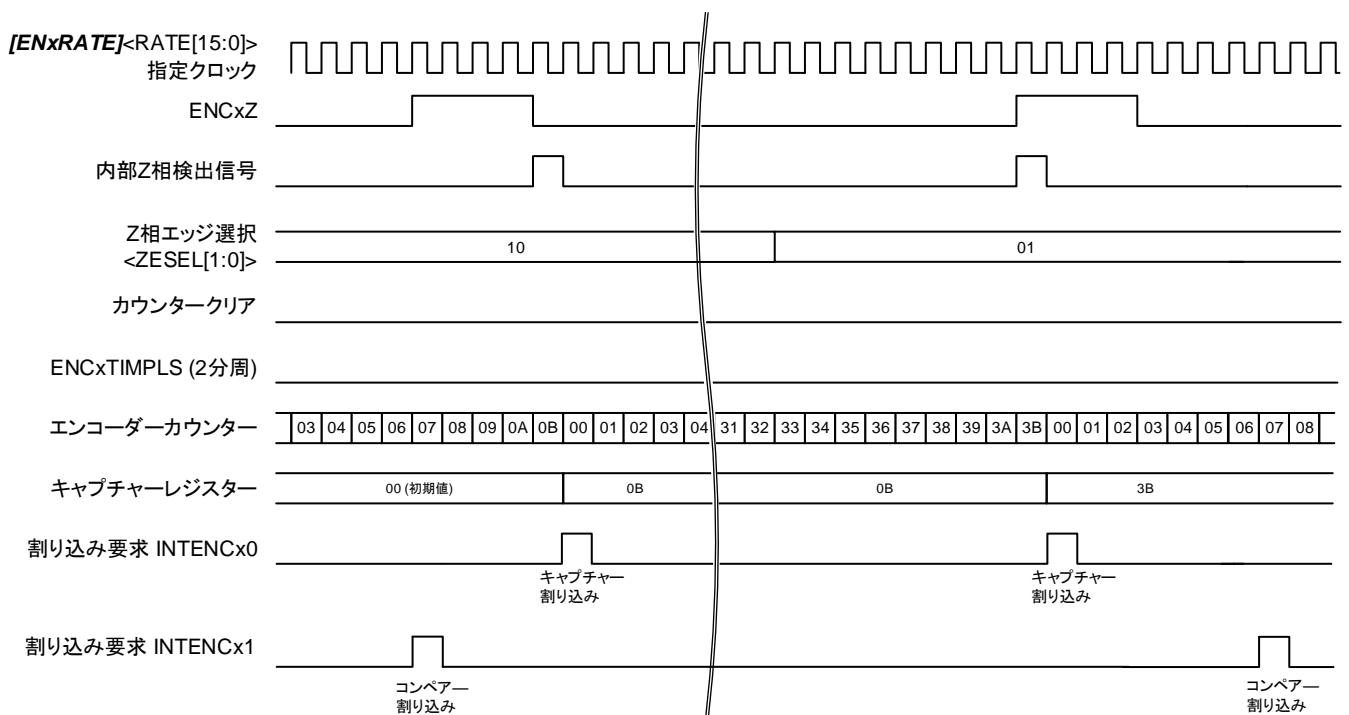 [ENxRATE]<RATE[15:0]>
指定クロック
ENCxZ
内部Z相検出信号
Z相エッジ選択
<ZESEL[1:0]>
10
01
カウンタークリア
ENCxTIMPLS (2分周)
エンコーダーカウンター
03 04 05 06 07 08 09 0A 0B 00 01 02 03 04 31 32 33 34 35 36 37 38 39 3A 3B 00 01 02 03 04 05 06 07 08
キャプチャーレジスター
00 (初期値)
0B
0B
3B
割り込み要求 INTENCx0
キャプチャー
割り込み
キャプチャー
割り込み
割り込み要求 INTENCx1
コンペアー
割り込み
コンペアー
割り込み